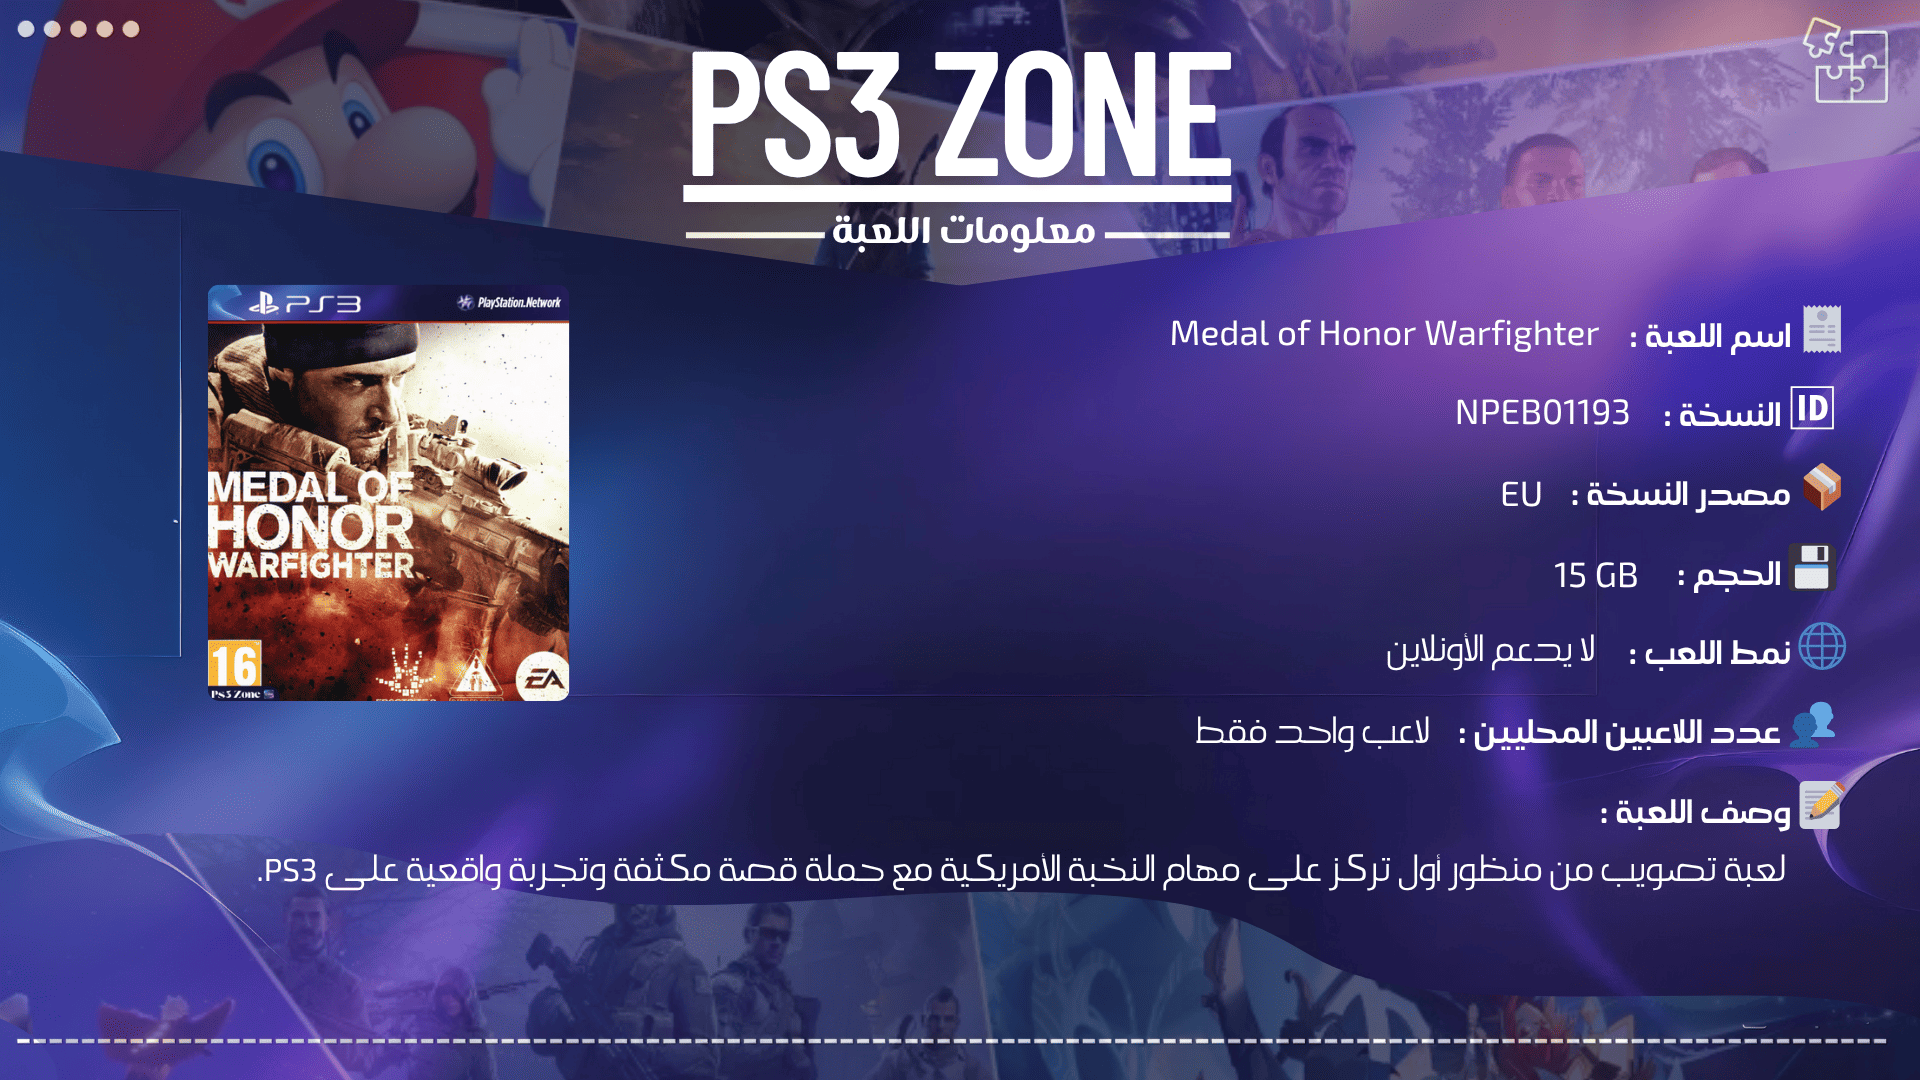 PS3 ZONE
معلومات اللعبة
PS3 PlayStation.Network
MEDAL OF
HONOR
WARFIGHTER
16
Ps3 Zone
EA
اسم اللعبة : Medal of Honor Warfighter
ID النسخة : NPEB01193
مصدر النسخة : EU
الحجم : 15 GB
نمط اللعب : لا يدعم الأونلاين
عدد اللاعبين المحليين : لاعب واحد فقط
وصف اللعبة :
لعبة تصويب من منظور أول تركز على مهام النخبة الأمريكية مع حملة قصة مكثفة وتجربة واقعية على PS3.